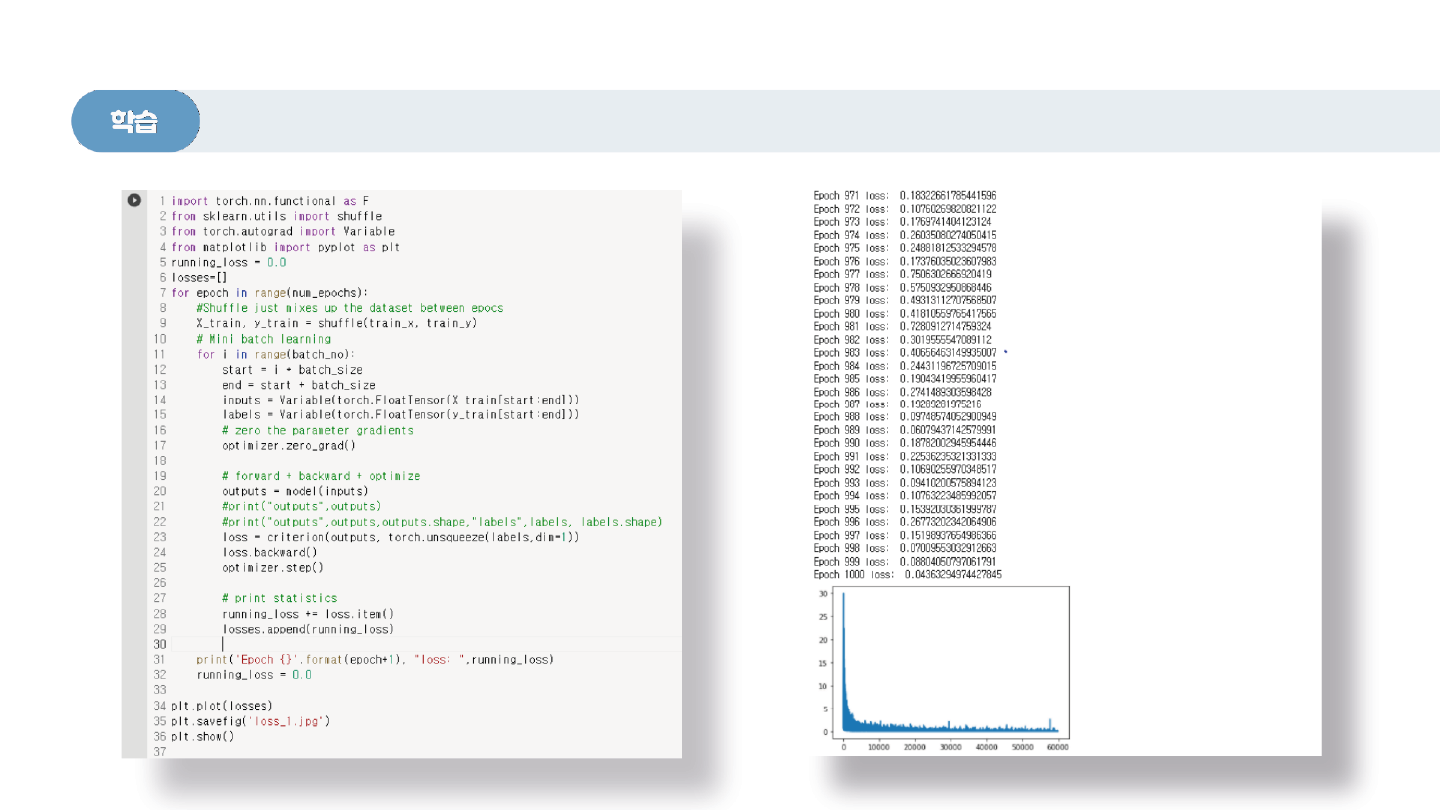 학습
1 import torch.nn.functional as F
2 from sklearn.utils import shuffle
3 from torch.autograd import Variable
4 from matplotlib import pyplot as plt
5 running_loss = 0.0
6 losses=[]
7 for epoch in range(num_epochs):
8 #Shuffle just mixes up the dataset between epocs
9 X_train, y_train = shuffle(train_x, train_y)
10 # Mini batch learning
11 for i in range(batch_no):
12 start = i + batch_size
13 end = start + batch_size
14 inputs = Variable(torch.FloatTensor(X_train[start:end]))
15 labels = Variable(torch.FloatTensor(y_train[start:end]))
16 # zero the parameter gradients
17 optimizer.zero_grad()
18
19 # forward + backward + optimize
20 outputs = model(inputs)
21 #print("outputs",outputs)
22 #print("outputs",outputs,outputs.shape,"labels",labels, labels.shape)
23 loss = criterion(outputs, torch.unsqueeze(labels,dim=1))
24 loss.backward()
25 optimizer.step()
26
27 # print statistics
28 running_loss += loss.item()
29 losses.append(running_loss)
30
31 print('Epoch {}'.format(epoch+1), "loss: ",running_loss)
32 running_loss = 0.0
33
34 plt.plot(losses)
35 plt.savefig('loss_1.jpg')
36 plt.show()
37
Epoch 971 loss: 0.18322661785441596
Epoch 972 loss: 0.10760269820821122
Epoch 973 loss: 0.1769741404123124
Epoch 974 loss: 0.26035080274050415
Epoch 975 loss: 0.24881812533294578
Epoch 976 loss: 0.17376035023607983
Epoch 977 loss: 0.7506302666920419
Epoch 978 loss: 0.5750932950868446
Epoch 979 loss: 0.49313112707568507
Epoch 980 loss: 0.41810559765417565
Epoch 981 loss: 0.7280912714759324
Epoch 982 loss: 0.3019555547089112
Epoch 983 loss: 0.40656463149935007
Epoch 984 loss: 0.24431196725709015
Epoch 985 loss: 0.19043419955960417
Epoch 986 loss: 0.2741489303598428
Epoch 987 loss: 0.19289281975216
Epoch 988 loss: 0.09748574052900949
Epoch 989 loss: 0.06079437142579991
Epoch 990 loss: 0.18782002945954446
Epoch 991 loss: 0.22536235321331333
Epoch 992 loss: 0.10690255970348517
Epoch 993 loss: 0.09410200575894123
Epoch 994 loss: 0.10763223485992057
Epoch 995 loss: 0.15392030361999787
Epoch 996 loss: 0.26773202342064906
Epoch 997 loss: 0.15198937654986366
Epoch 998 loss: 0.07009553032912663
Epoch 999 loss: 0.08804050797061791
Epoch 1000 loss: 0.04363294974427845
30
25
20
15
10
5
0
0 10000 20000 30000 40000 50000 60000